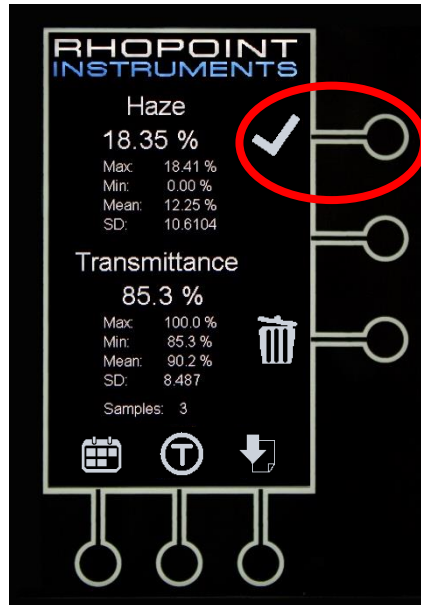 RHOPOINT
INSTRUMENTS
Haze
18.35 %
Max: 18.41 %
Min: 0.00 %
Mean: 12.25 %
SD: 10.6104
Transmittance
85.3 %
Max: 100.0 %
Min: 85.3 %
Mean: 90.2 %
SD: 8.487
Samples: 3
T